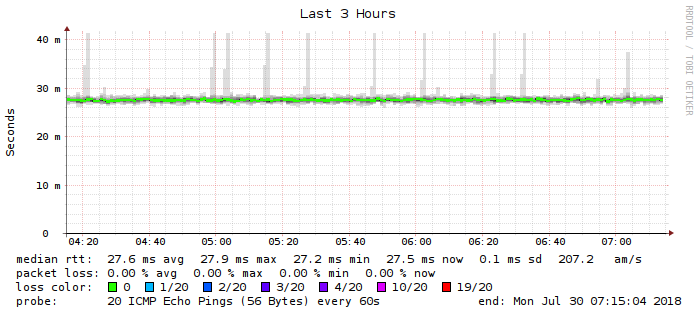 Last 3 Hours
RRDTOOL / TOBI OETIKER
Seconds
40 m
30 m
20 m
10 m
0
04:20 04:40 05:00 05:20 05:40 06:00 06:20 06:40 07:00
median rtt: 27.6 ms avg 27.9 ms max 27.2 ms min 27.5 ms now 0.1 ms sd 207.2 am/s
packet loss: 0.00 % avg 0.00 % max 0.00 % min 0.00 % now
loss color: 0 1/20 2/20 3/20 4/20 10/20 19/20
probe: 20 ICMP Echo Pings (56 Bytes) every 60s end: Mon Jul 30 07:15:04 2018